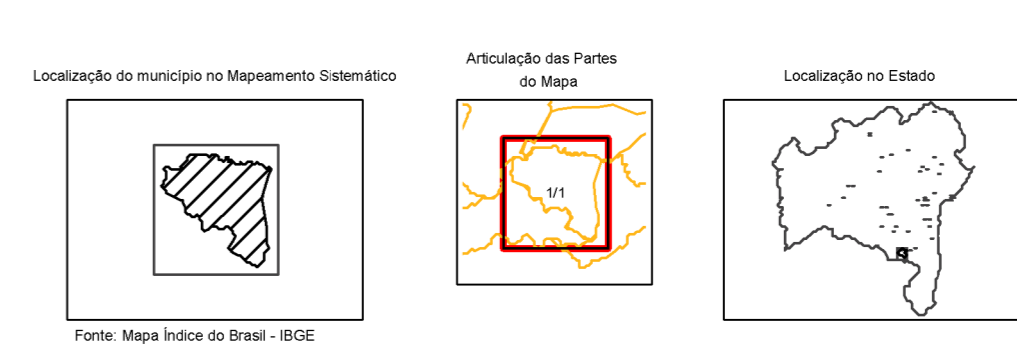 Localização do município no Mapeamento Sistemático
Articulação das Partes
do Mapa
Localização no Estado
1/1
Fonte: Mapa Índice do Brasil - IBGE